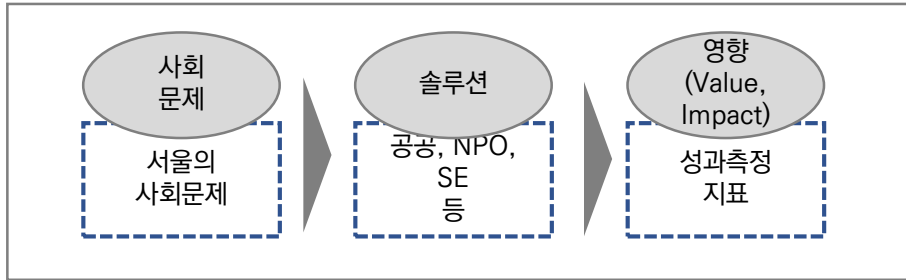 사회
문제
서울의
사회문제
솔루션
공공, NPO,
SE
등
영향
(Value,
Impact)
성과측정
지표